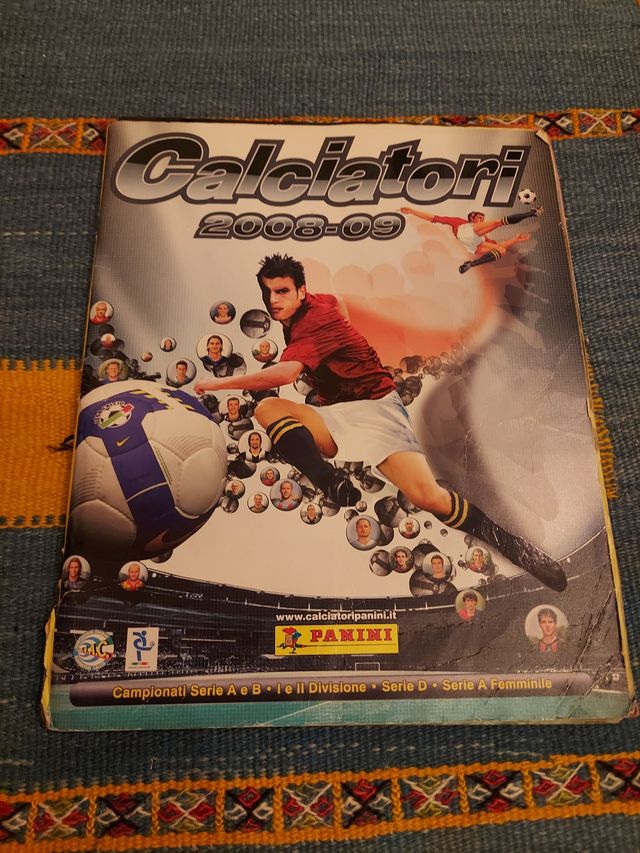 Calciatori
2008-09
www.calciatoripanini.it
PANINI
A.I.C.
Campionati Serie A e B • I e II Divisione • Serie D • Serie A Femminile